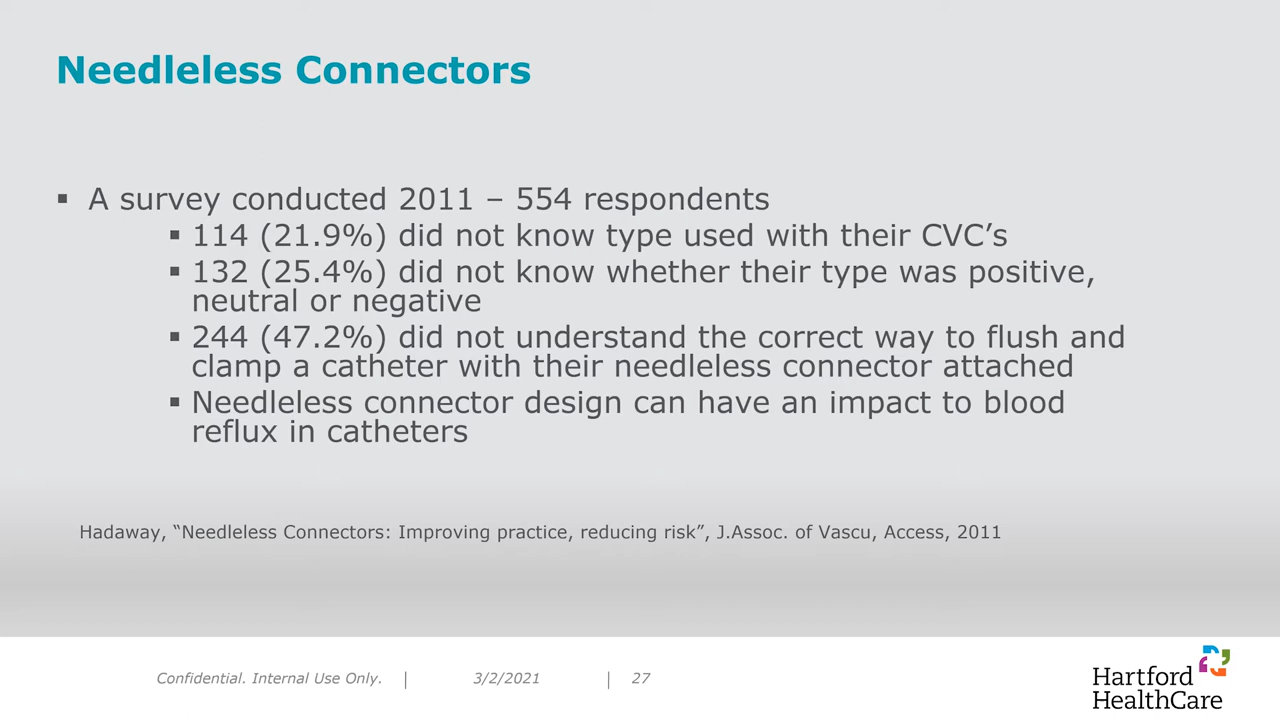 Needleless Connectors
▪ A survey conducted 2011 – 554 respondents
▪ 114 (21.9%) did not know type used with their CVC’s
▪ 132 (25.4%) did not know whether their type was positive,
neutral or negative
▪ 244 (47.2%) did not understand the correct way to flush and
clamp a catheter with their needleless connector attached
▪ Needleless connector design can have an impact to blood
reflux in catheters
Hadaway, “Needleless Connectors: Improving practice, reducing risk”, J.Assoc. of Vascu, Access, 2011
Confidential. Internal Use Only. | 3/2/2021 | 27
Hartford
HealthCare